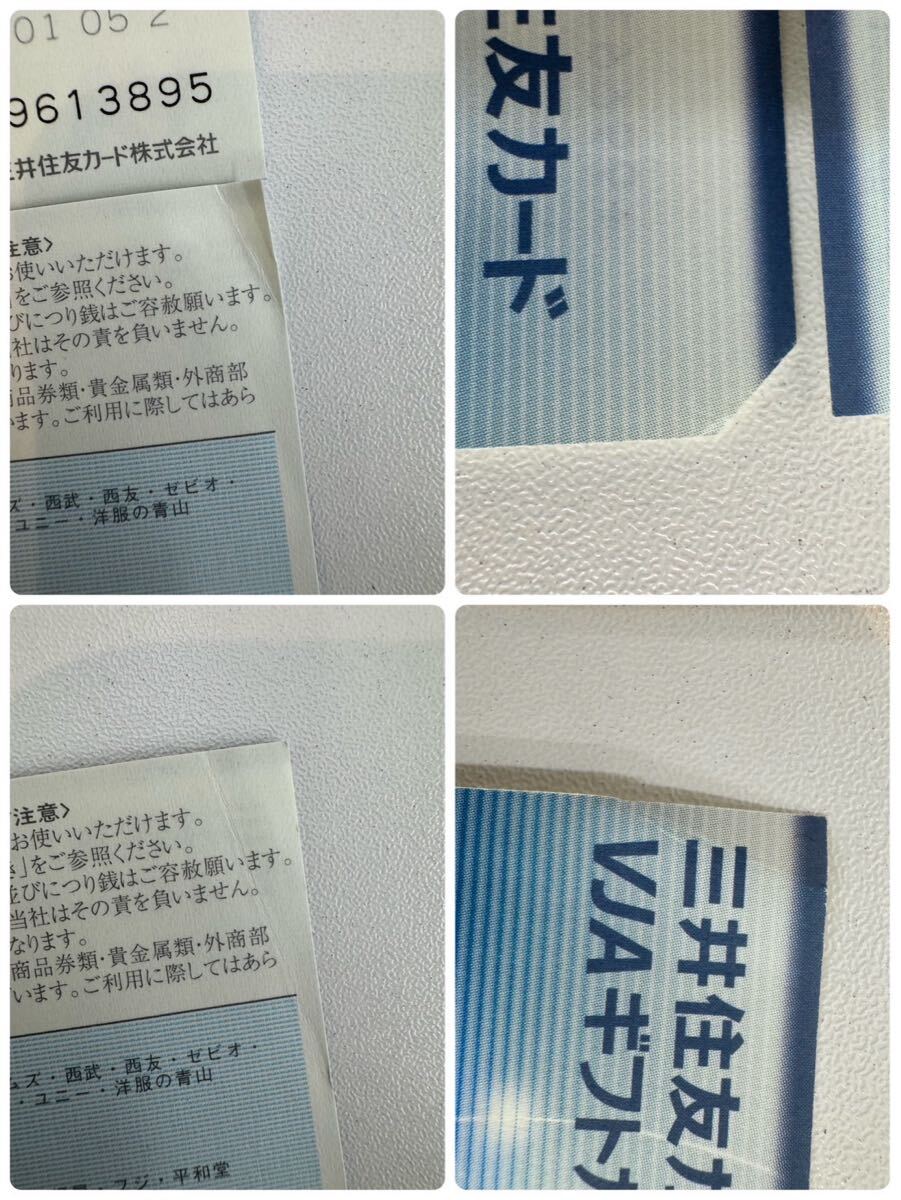 01 05 2
9613895
三井住友カード株式会社
注意〉
お使いいただけます。
」をご参照ください。
びにつり銭はご容赦願います。
当社はその責を負いません。
ります。
商品券類・貴金属類・外商部
います。ご利用に際してはあら
ズ・西武・西友・ゼビオ・
ユニー・洋服の青山
三友カード
注意〉
お使いいただけます。
き」をご参照ください。
並びにつり銭はご容赦願います。
当社はその責を負いません。
なります。
商品券類・貴金属類・外商部
います。ご利用に際してはあら
ムズ・西武・西友・ゼビオ・
・ユニー・洋服の青山
フジ・平和堂
三井住友カ
VJAギフトカ